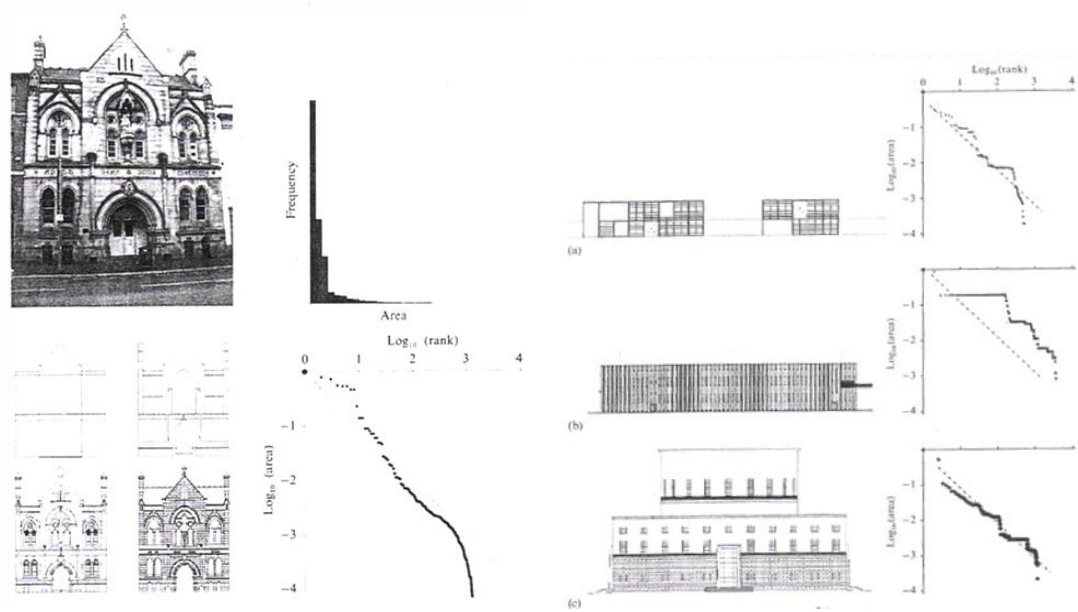 Frequency
Area
Log₁₀ (rank)
0 1 2 3 4
Log₁₀ (area)
−1
−2
−3
−4
Log₁₀(rank)
0 1 2 3 4
Log₁₀(area)
−1
−2
−3
−4
(a)
Log₁₀(area)
−1
−2
−3
−4
(b)
Log₁₀(area)
−1
−2
−3
−4
(c)